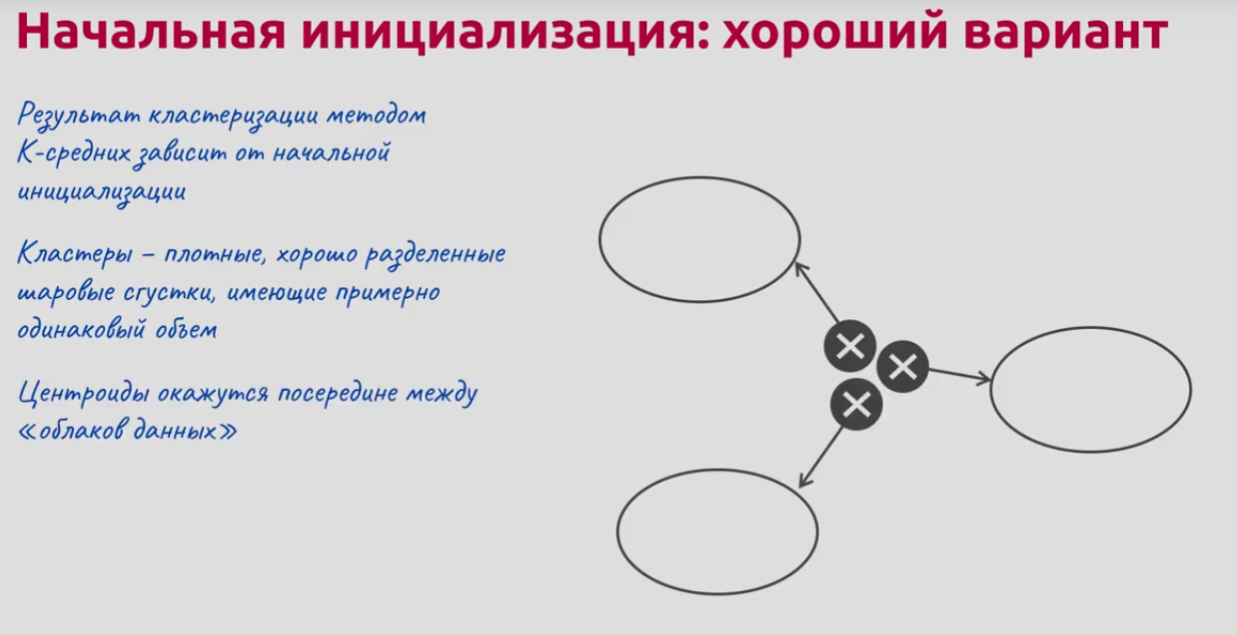 Начальная инициализация: хороший вариант
Результат кластеризации методом
К-средних зависит от начальной
инициализации
Кластеры – плотные, хорошо разделенные
шаровые сгустки, имеющие примерно
одинаковый объем
Центроиды окажутся посередине между
«облаков данных»